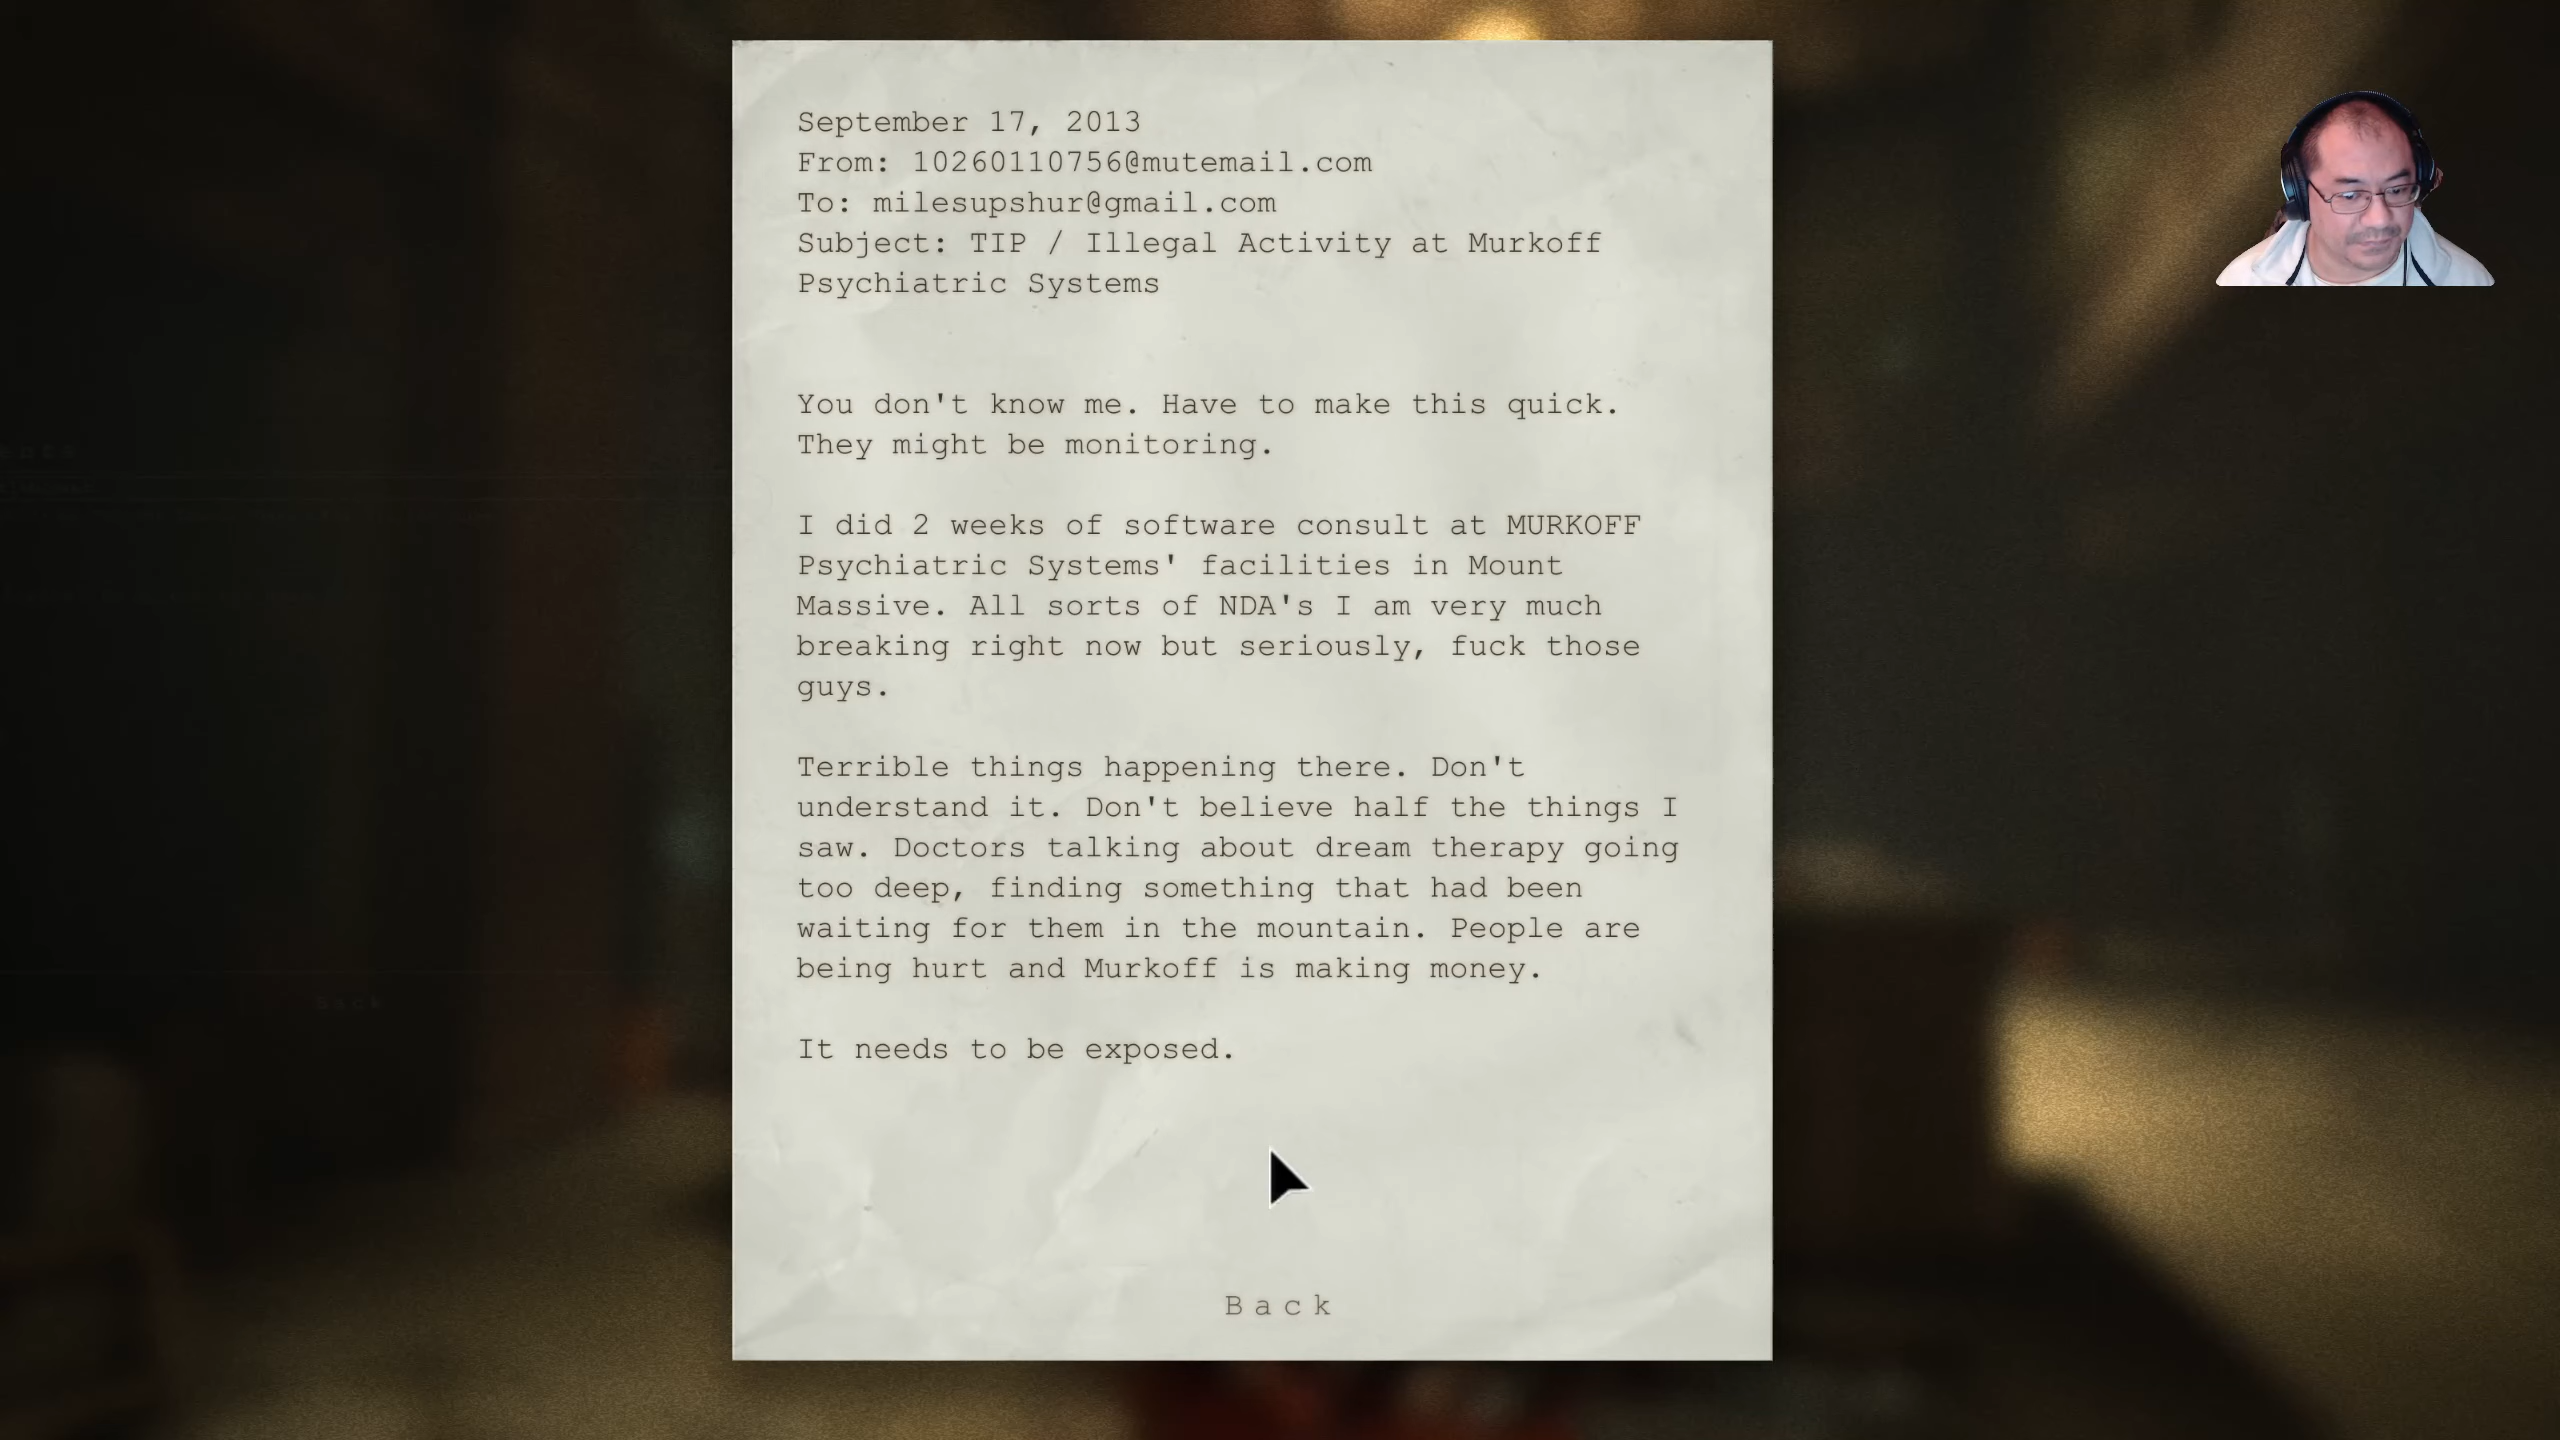 September 17, 2013
From: 10260110756@mutemail.com
To: milesupshur@gmail.com
Subject: TIP / Illegal Activity at Murkoff
Psychiatric Systems
You don't know me. Have to make this quick.
They might be monitoring.
I did 2 weeks of software consult at MURKOFF
Psychiatric Systems' facilities in Mount
Massive. All sorts of NDA's I am very much
breaking right now but seriously, fuck those
guys.
Terrible things happening there. Don't
understand it. Don't believe half the things I
saw. Doctors talking about dream therapy going
too deep, finding something that had been
waiting for them in the mountain. People are
being hurt and Murkoff is making money.
It needs to be exposed.
Back
Back